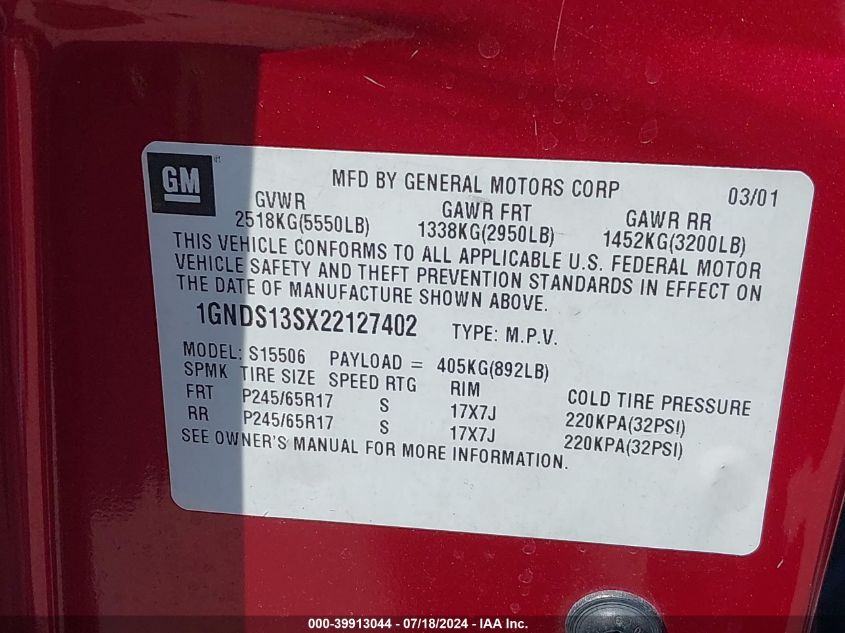 GM
MFD BY GENERAL MOTORS CORP 03/01
GVWR GAWR FRT GAWR RR
2518KG(5550LB) 1338KG(2950LB) 1452KG(3200LB)
THIS VEHICLE CONFORMS TO ALL APPLICABLE U.S. FEDERAL MOTOR
VEHICLE SAFETY AND THEFT PREVENTION STANDARDS IN EFFECT ON
THE DATE OF MANUFACTURE SHOWN ABOVE.
1GNDS13SX22127402 TYPE: M.P.V.
MODEL: S15506 PAYLOAD = 405KG(892LB)
SPMK TIRE SIZE SPEED RTG RIM COLD TIRE PRESSURE
FRT P245/65R17 S 17X7J 220KPA(32PSI)
RR P245/65R17 S 17X7J 220KPA(32PSI)
SEE OWNER'S MANUAL FOR MORE INFORMATION.
000-39913044 - 07/18/2024 - IAA Inc.